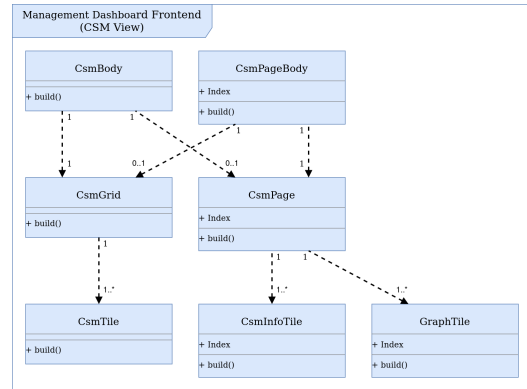 Management Dashboard Frontend
(CSM View)
CsmBody
+ build()
CsmPageBody
+ Index
+ build()
1
1
1
1
1
0..1
0..1
1
CsmGrid
+ build()
CsmPage
+ Index
+ build()
1
1
1
1..*
1..*
1..*
CsmTile
+ build()
CsmInfoTile
+ Index
+ build()
GraphTile
+ Index
+ build()